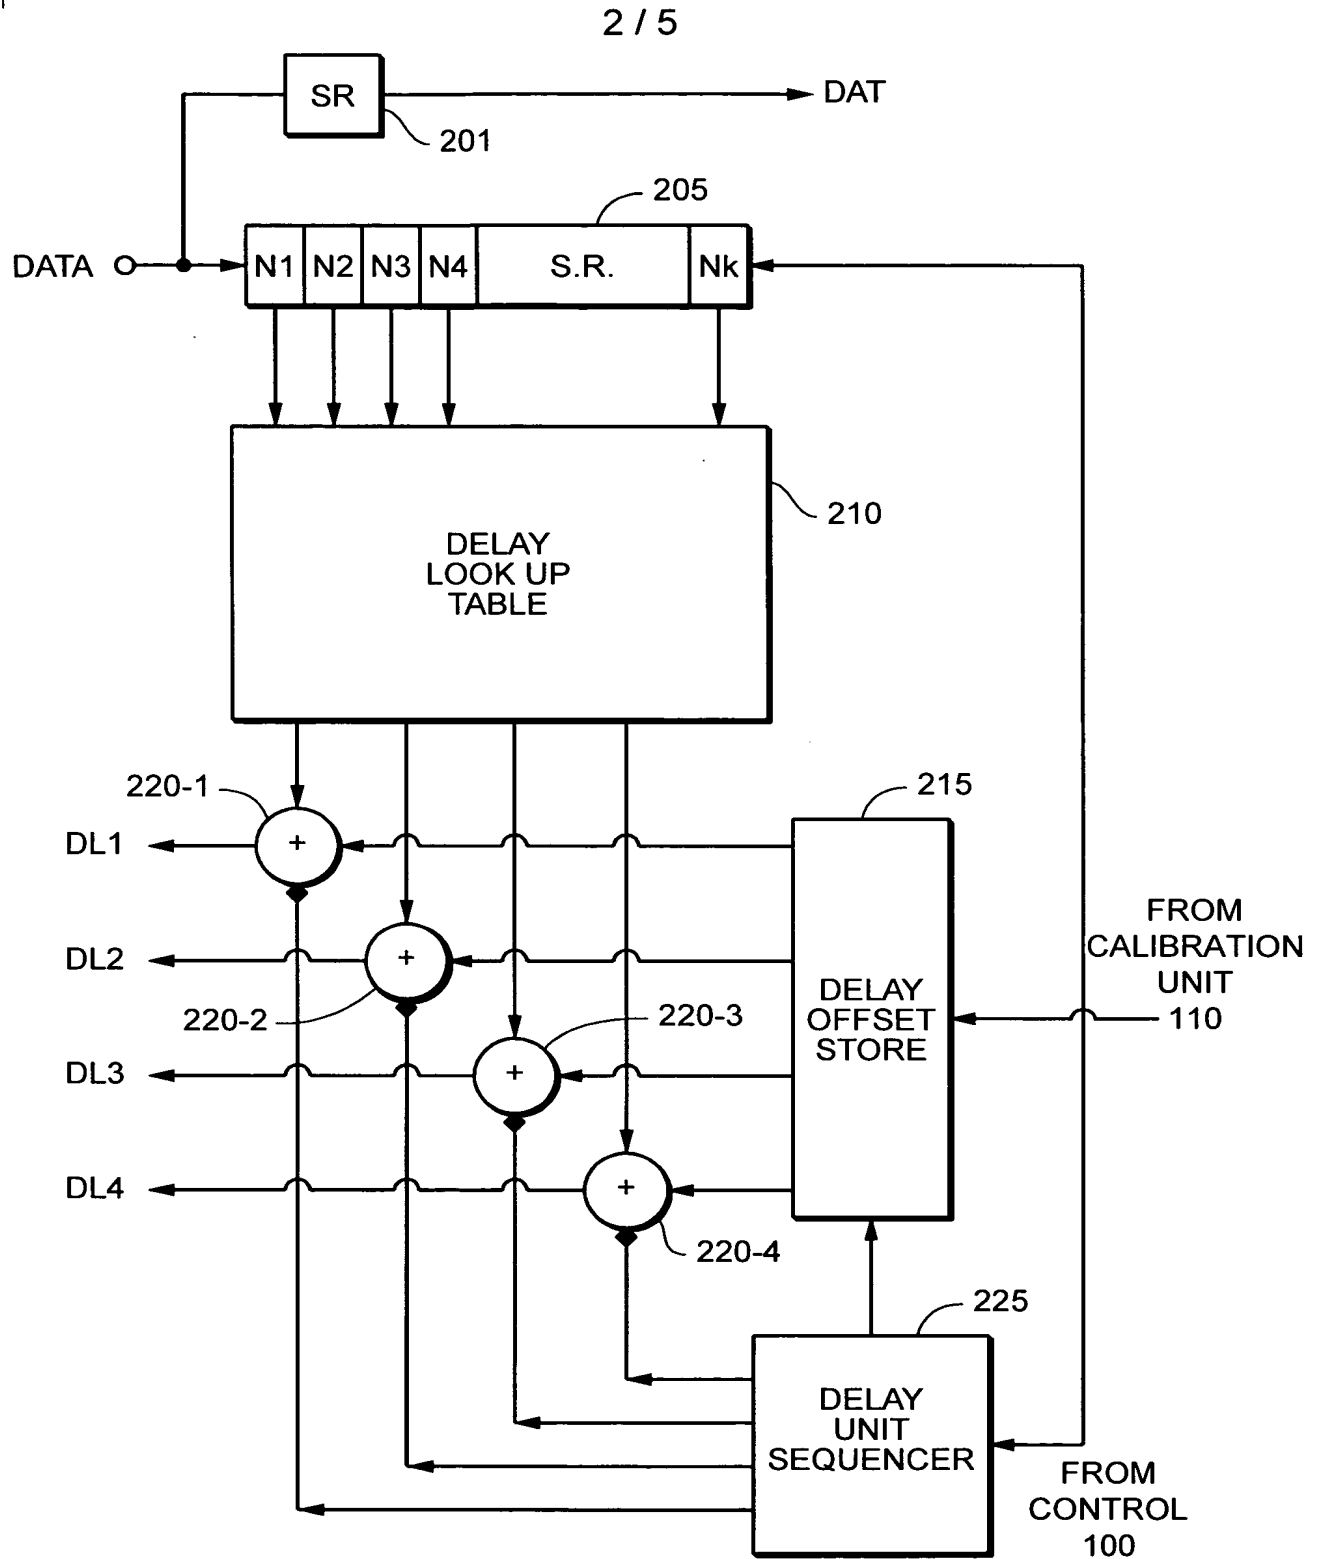 2 / 5
SR
DAT
201
205
DATA
N1 N2 N3 N4 S.R. Nk
210
DELAY
LOOK UP
TABLE
220-1
215
DL1
+
FROM
CALIBRATION
UNIT
110
DL2
+
220-2
220-3
DELAY
OFFSET
STORE
DL3
+
DL4
+
220-4
225
DELAY
UNIT
SEQUENCER
FROM
CONTROL
100